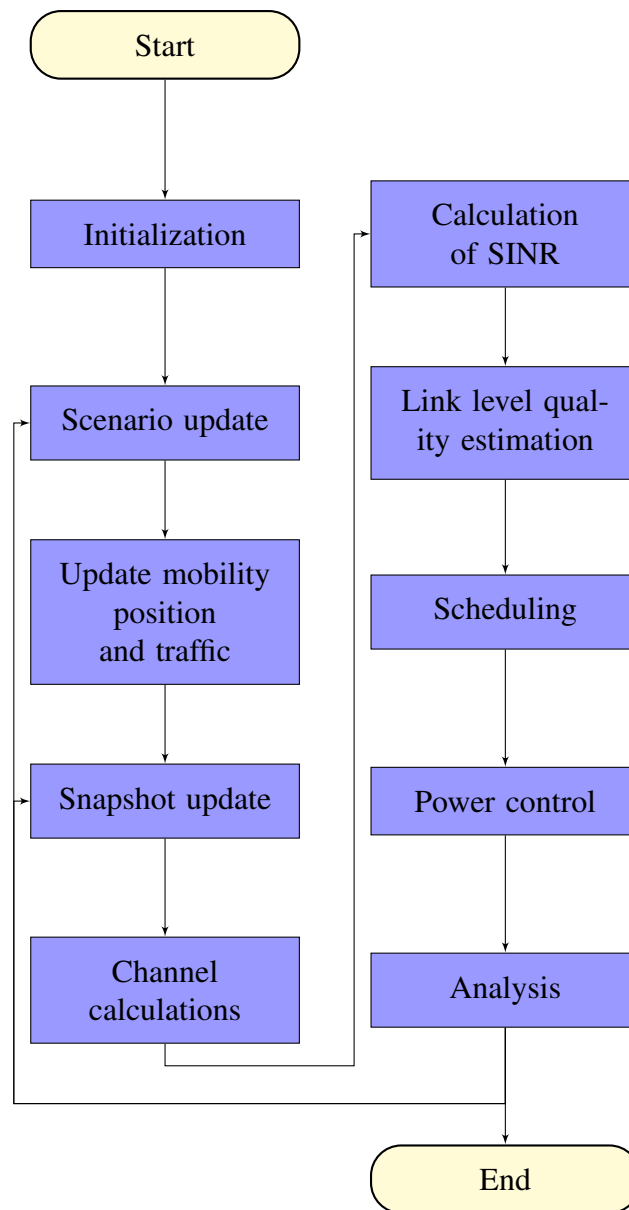 Start
Initialization
Scenario update
Update mobility
position
and traffic
Snapshot update
Channel
calculations
Calculation
of SINR
Link level qual-
ity estimation
Scheduling
Power control
Analysis
End